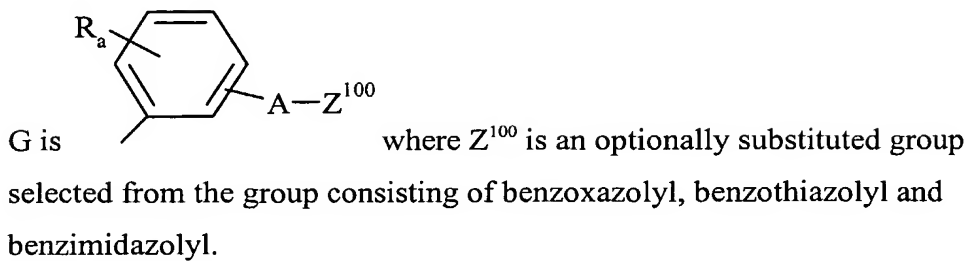 Rₐ
A—Z¹⁰⁰
G is where Z¹⁰⁰ is an optionally substituted group
selected from the group consisting of benzoxazolyl, benzothiazolyl and
benzimidazolyl.